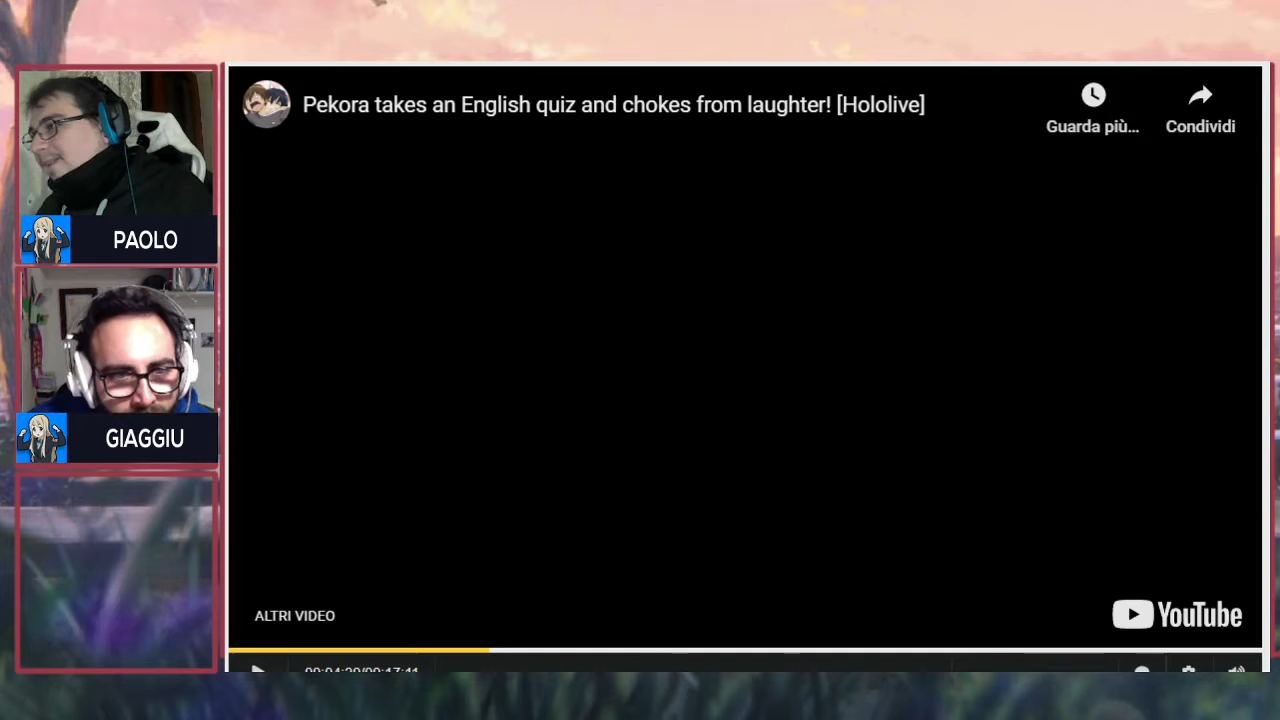 Pekora takes an English quiz and chokes from laughter! [Hololive]
Guarda più...
Condividi
PAOLO
GIAGGIU
ALTRI VIDEO
YouTube